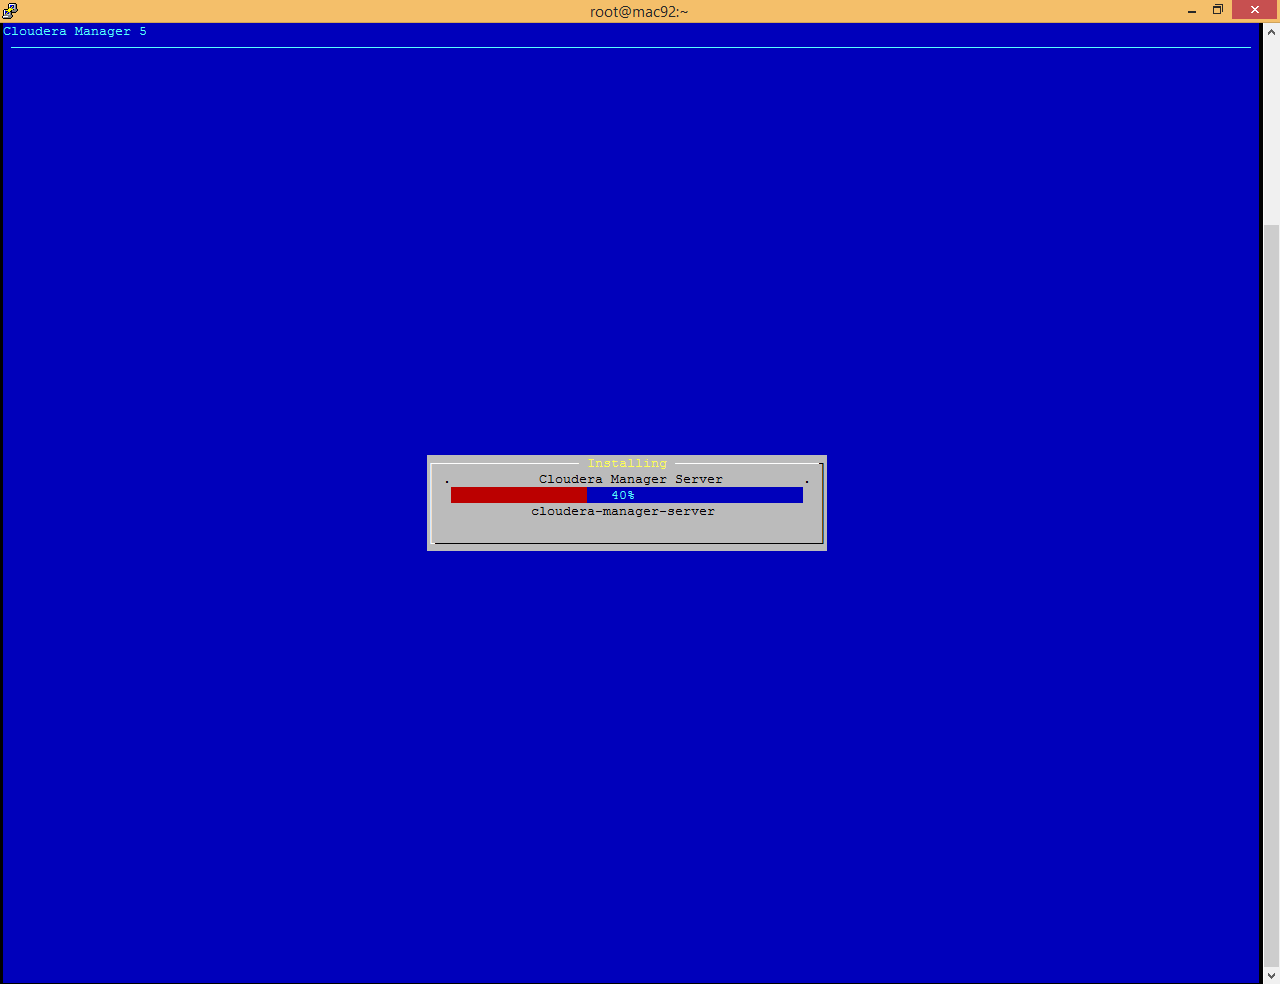 root@mac92:~
Cloudera Manager 5
Installing
. Cloudera Manager Server .
40%
cloudera-manager-server